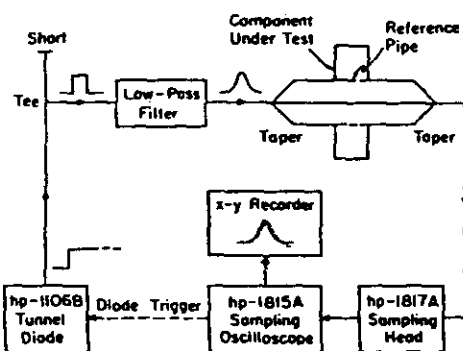 Short
Component
Under Test
Reference
Pipe
Tee
Low-Pass
Filter
Taper
Taper
x-y Recorder
hp-1106B
Tunnel
Diode
Diode Trigger
hp-1815A
Sampling
Oscilloscope
hp-1817A
Sampling
Head